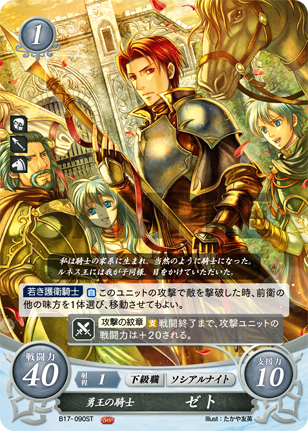 1
私は騎士の家系に生まれ、当然のように騎士になった。
ルネス王には我が子同様、目をかけていただいた。
若き護衛騎士 自 このユニットの攻撃で敵を撃破した時、前衛の
他の味方を1体選び、移動させてもよい。
攻撃の紋章 支 戦闘終了まで、攻撃ユニットの
戦闘力は+20される。
戦闘力
40
射程 1
下級職
ソシアルナイト
支援力
10
勇王の騎士 ゼト
B17-090ST
Illust:たかや友英